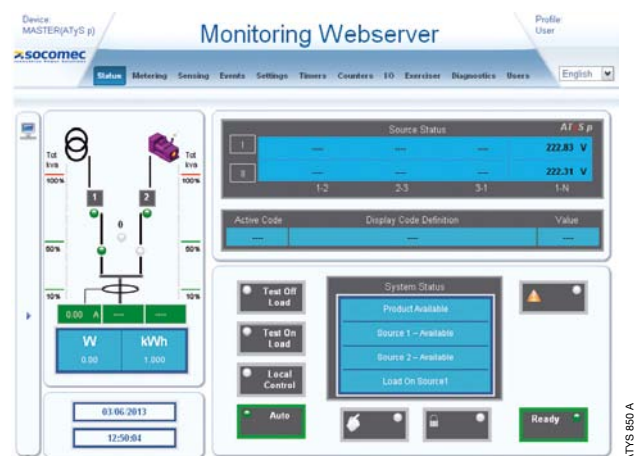 Device:
MASTER(ATyS p)
Monitoring Webserver
Profile:
User
socomec
Status Metering Sensing Events Settings Timers Counters IO Exerciser Diagnostics Users
English
Tot kva
100%
50%
10%
1
2
0
Tot kva
100%
50%
10%
0.00 A --- ---
W
0.00
kWh
1.000
03/06/2013
12:50:04
Source Status
ATyS p
I --- --- --- 222.83 V
II --- --- --- 222.31 V
1-2 2-3 3-1 1-N
Active Code Display Code Definition Value
--- --- ---
Test Off Load
Test On Load
Local Control
Auto
System Status
Product Available
Source 1 – Available
Source 2 – Available
Load On Source1
Ready
ATYS 850 A